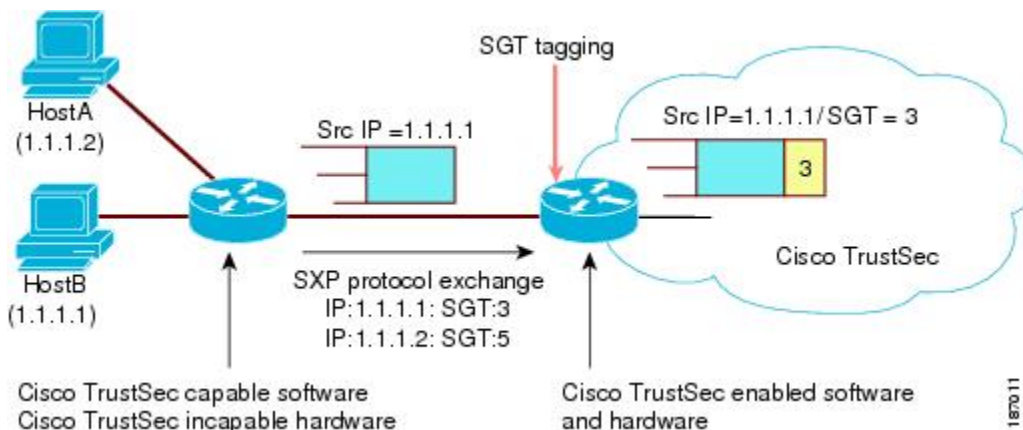 SGT tagging
HostA
(1.1.1.2)
Src IP =1.1.1.1
Src IP=1.1.1.1/SGT = 3
3
HostB
(1.1.1.1)
SXP protocol exchange
IP:1.1.1.1: SGT:3
IP:1.1.1.2: SGT:5
Cisco TrustSec
Cisco TrustSec capable software
Cisco TrustSec incapable hardware
Cisco TrustSec enabled software
and hardware
187011